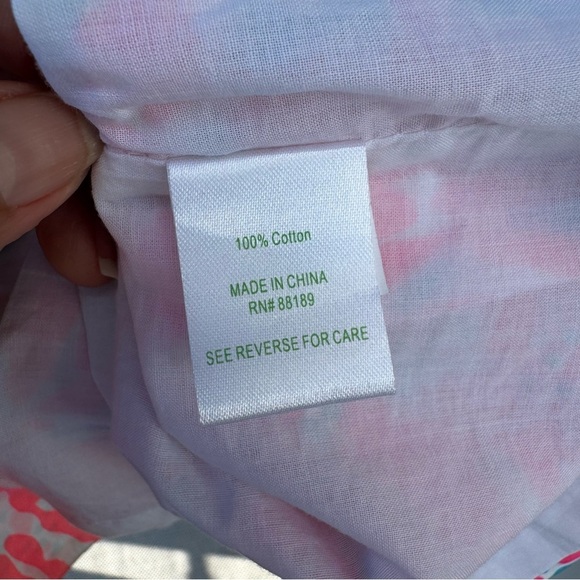 100% Cotton
MADE IN CHINA
RN# 88189
SEE REVERSE FOR CARE